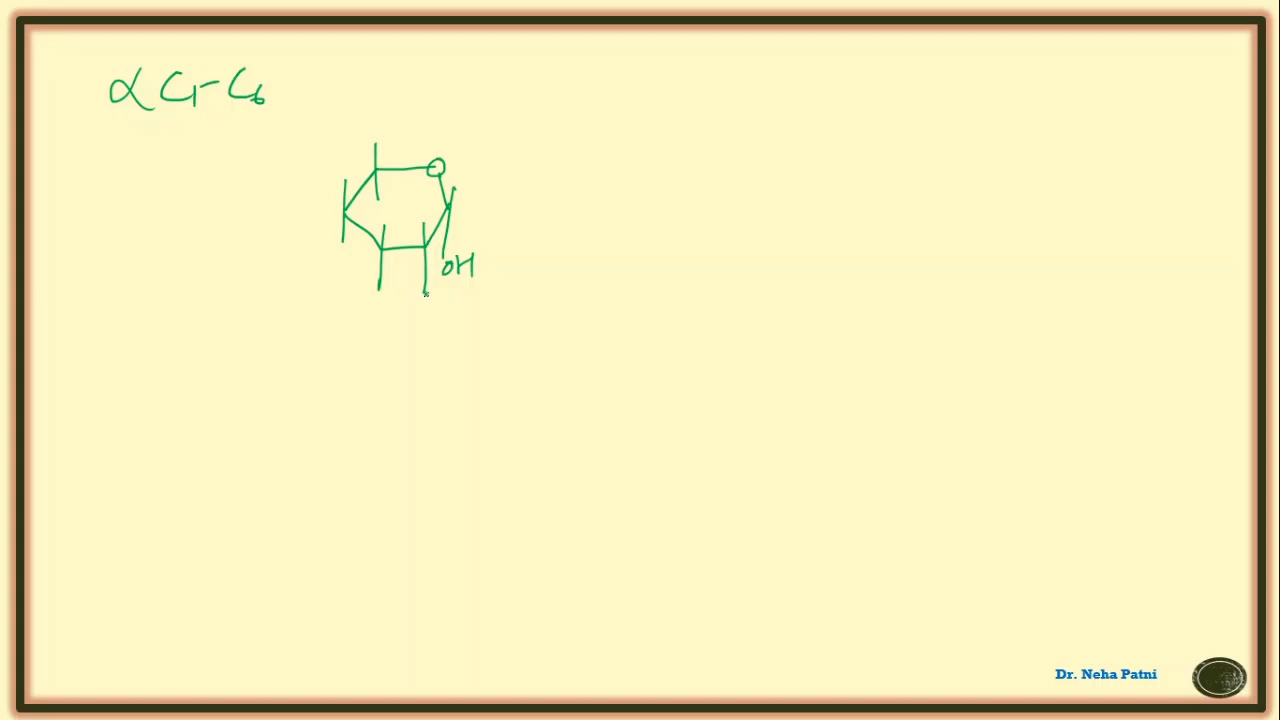 α C1-C6
O
OH
Dr. Neha Patni